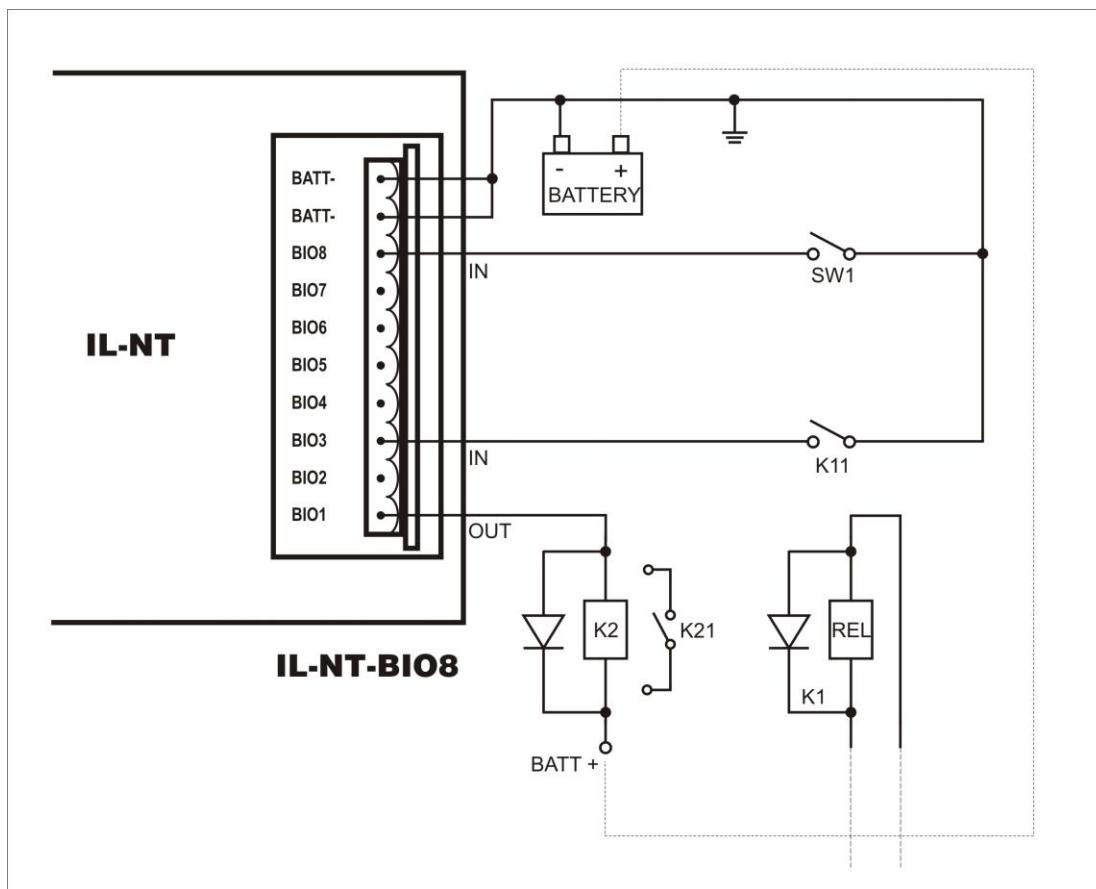 BATT-
BATT-
BIO8
BIO7
BIO6
BIO5
BIO4
BIO3
BIO2
BIO1
IL-NT
IL-NT-BIO8
- +
BATTERY
IN
SW1
IN
K11
OUT
K2
K21
BATT +
REL
K1